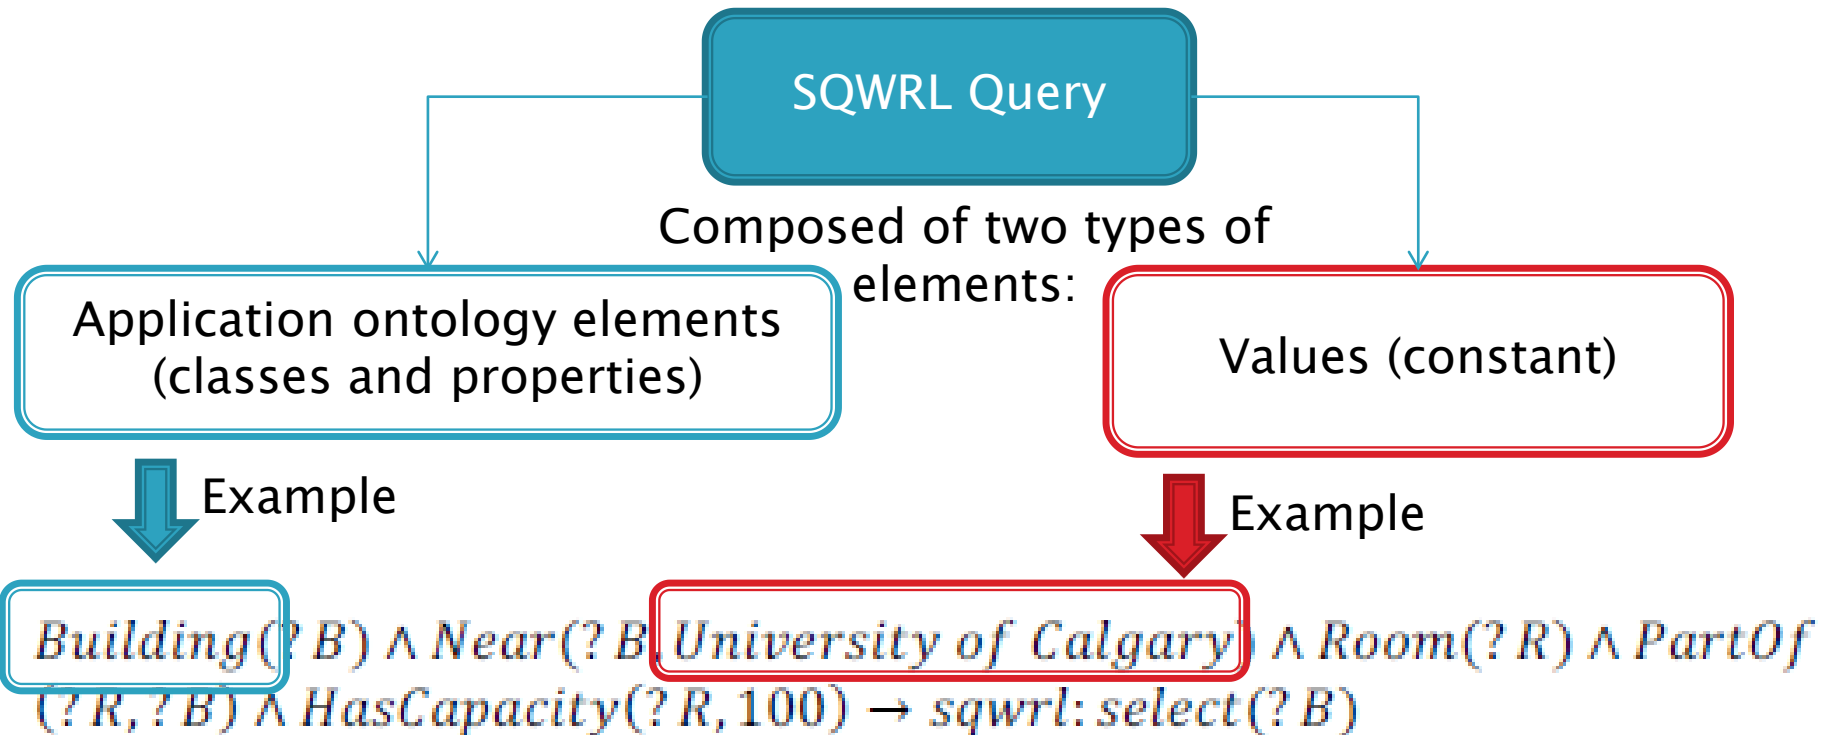 SQWRL Query
Composed of two types of
elements:
Application ontology elements
(classes and properties)
Values (constant)
Example
Example
Building(? B) ∧ Near(? B, University of Calgary) ∧ Room(? R) ∧ PartOf
(? R, ? B) ∧ HasCapacity(? R, 100) → sqwrl: select(? B)